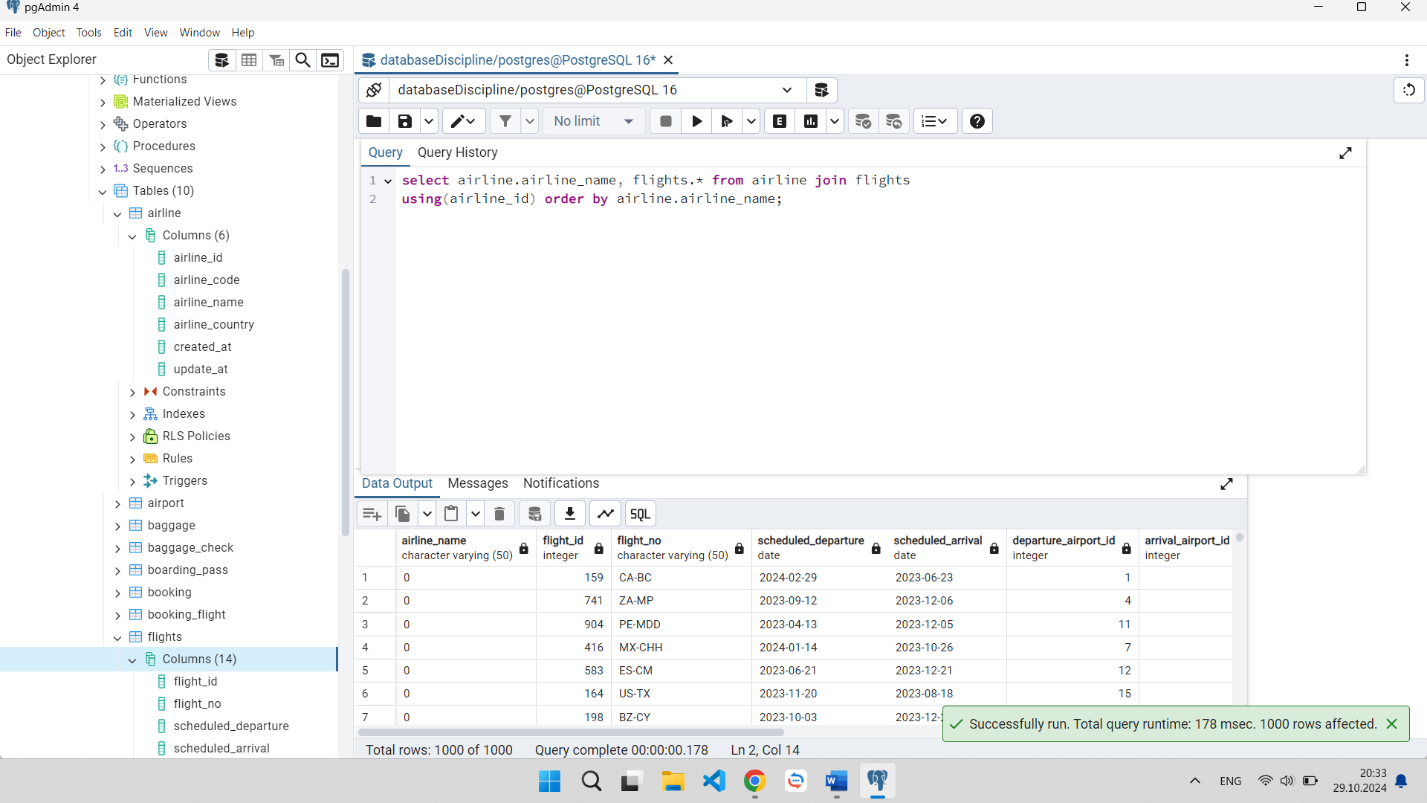 pgAdmin 4
File Object Tools Edit View Window Help
Object Explorer
Functions
Materialized Views
Operators
Procedures
1..3 Sequences
Tables (10)
airline
Columns (6)
airline_id
airline_code
airline_name
airline_country
created_at
update_at
Constraints
Indexes
RLS Policies
Rules
Triggers
airport
baggage
baggage_check
boarding_pass
booking
booking_flight
flights
Columns (14)
flight_id
flight_no
scheduled_departure
scheduled_arrival
databaseDiscipline/postgres@PostgreSQL 16*
databaseDiscipline/postgres@PostgreSQL 16
No limit E
Query Query History
1 select airline.airline_name, flights.* from airline join flights
2 using(airline_id) order by airline.airline_name;
Data Output Messages Notifications
SQL
airline_name flight_id flight_no scheduled_departure scheduled_arrival departure_airport_id arrival_airport_id
character varying (50) integer character varying (50) date date integer integer
1 0 159 CA-BC 2024-02-29 2023-06-23 1
2 0 741 ZA-MP 2023-09-12 2023-12-06 4
3 0 904 PE-MDD 2023-04-13 2023-12-05 11
4 0 416 MX-CHH 2024-01-14 2023-10-26 7
5 0 583 ES-CM 2023-06-21 2023-12-21 12
6 0 164 US-TX 2023-11-20 2023-08-18 15
7 0 198 BZ-CY 2023-10-03 2023-12-
Successfully run. Total query runtime: 178 msec. 1000 rows affected.
Total rows: 1000 of 1000 Query complete 00:00:00.178 Ln 2, Col 14
ENG
20:33
29.10.2024